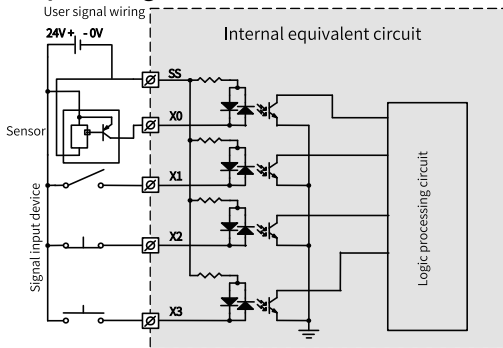 User signal wiring
24V + - 0V
Internal equivalent circuit
SS
Sensor
X0
X1
Signal input device
X2
Logic processing circuit
X3